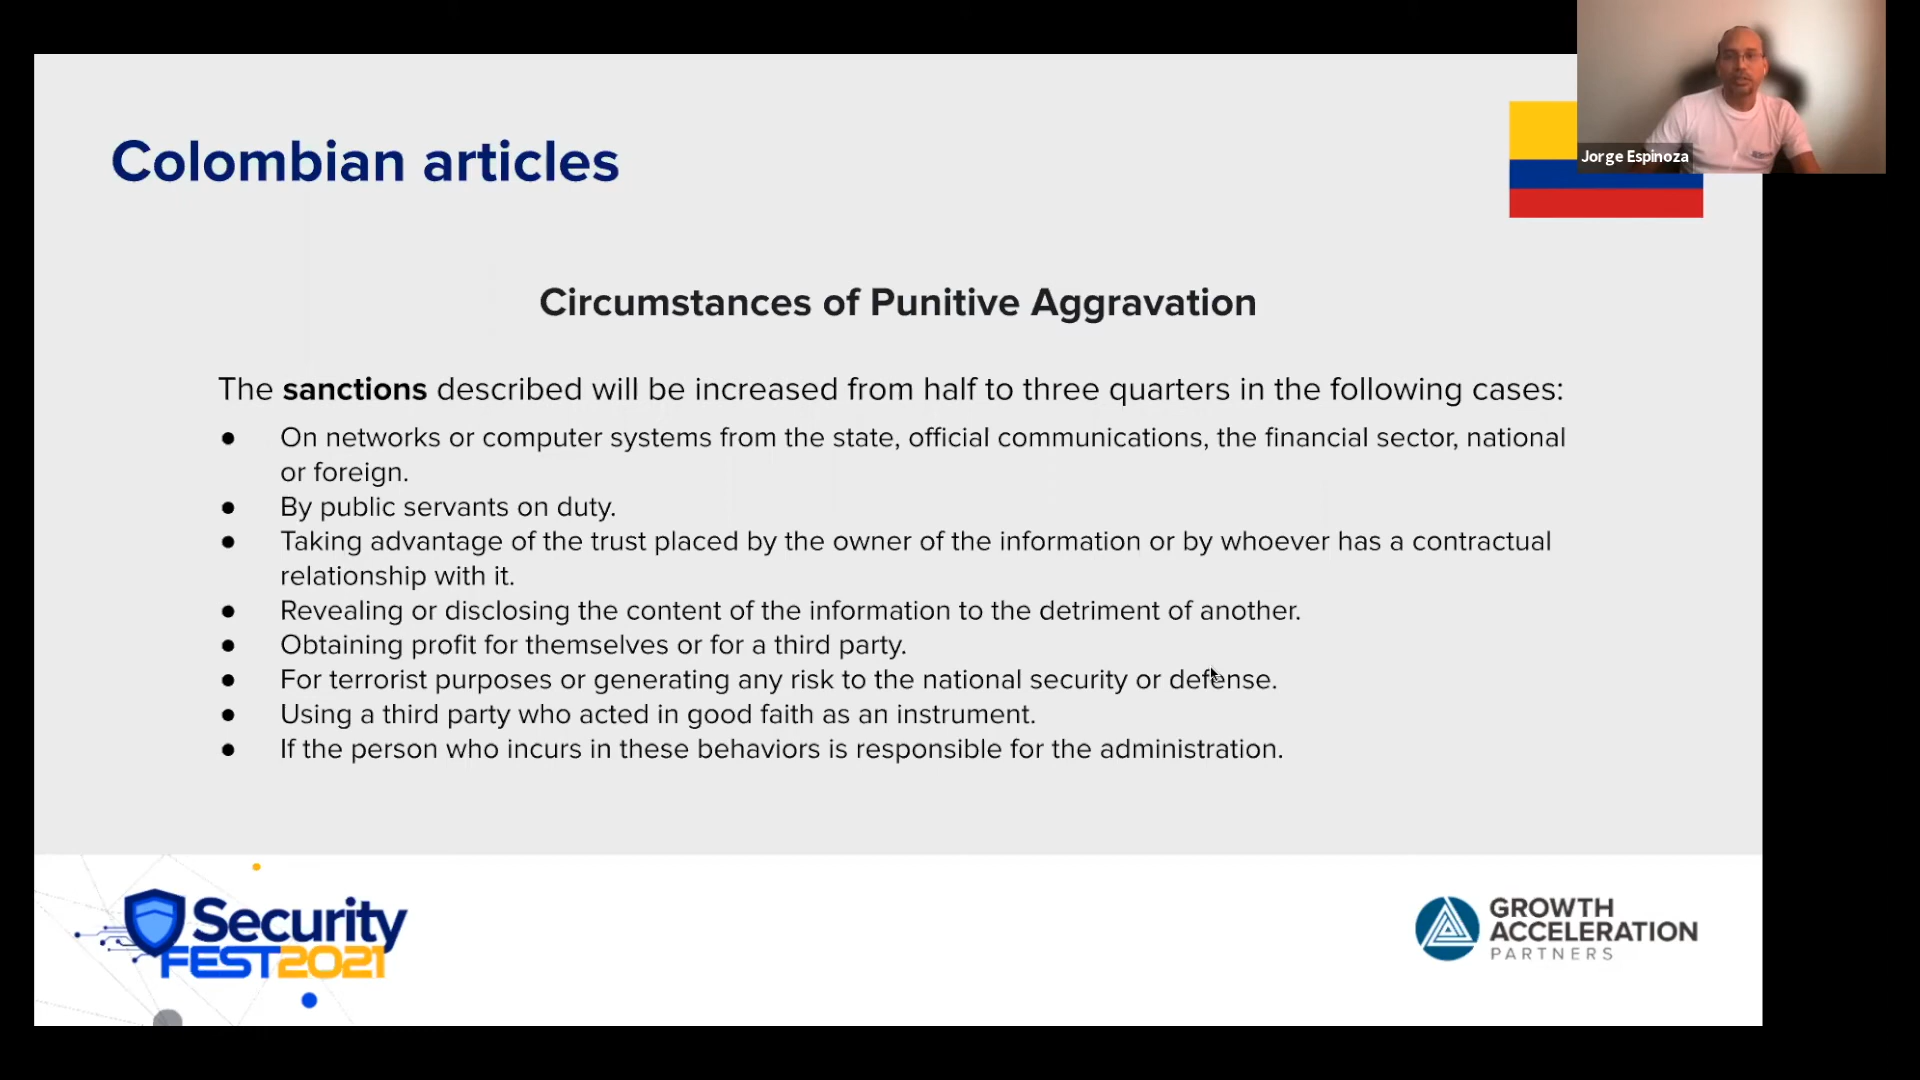 Colombian articles
Jorge Espinoza
Circumstances of Punitive Aggravation
The sanctions described will be increased from half to three quarters in the following cases:
● On networks or computer systems from the state, official communications, the financial sector, national
or foreign.
● By public servants on duty.
● Taking advantage of the trust placed by the owner of the information or by whoever has a contractual
relationship with it.
● Revealing or disclosing the content of the information to the detriment of another.
● Obtaining profit for themselves or for a third party.
● For terrorist purposes or generating any risk to the national security or defense.
● Using a third party who acted in good faith as an instrument.
● If the person who incurs in these behaviors is responsible for the administration.
Security
FEST2021
GROWTH
ACCELERATION
PARTNERS